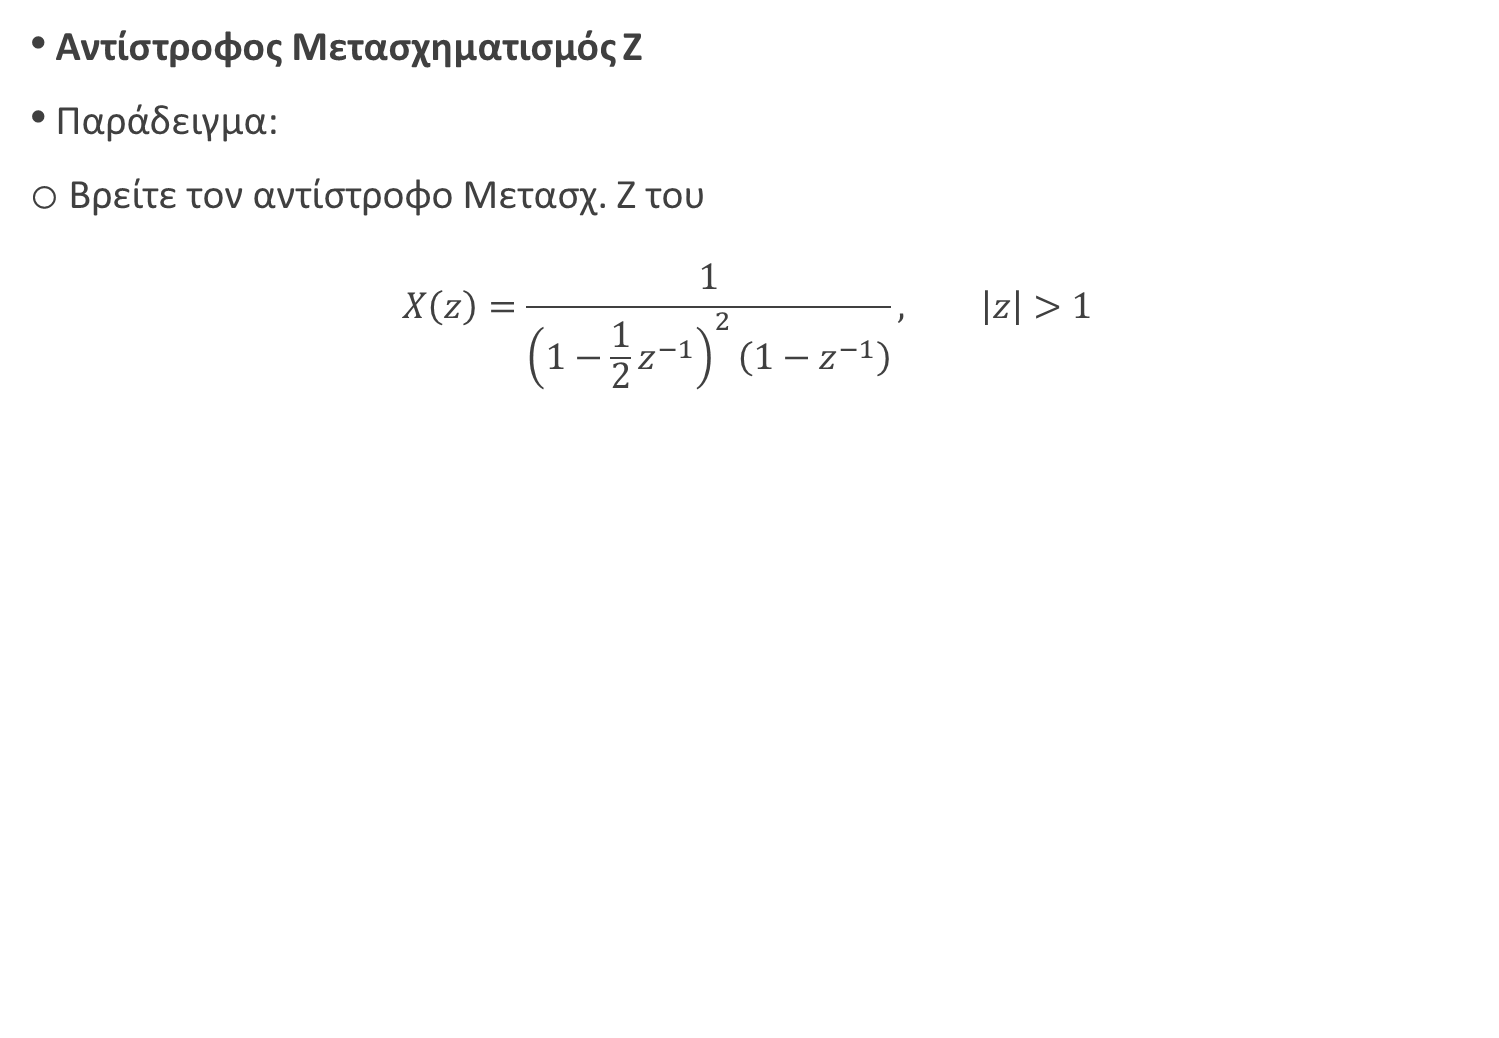 • Αντίστροφος Μετασχηματισμός Ζ
• Παράδειγμα:
○ Βρείτε τον αντίστροφο Μετασχ. Ζ του
X(z) = 1 / ((1 − 1/2 z⁻¹)² (1 − z⁻¹)), |z| > 1